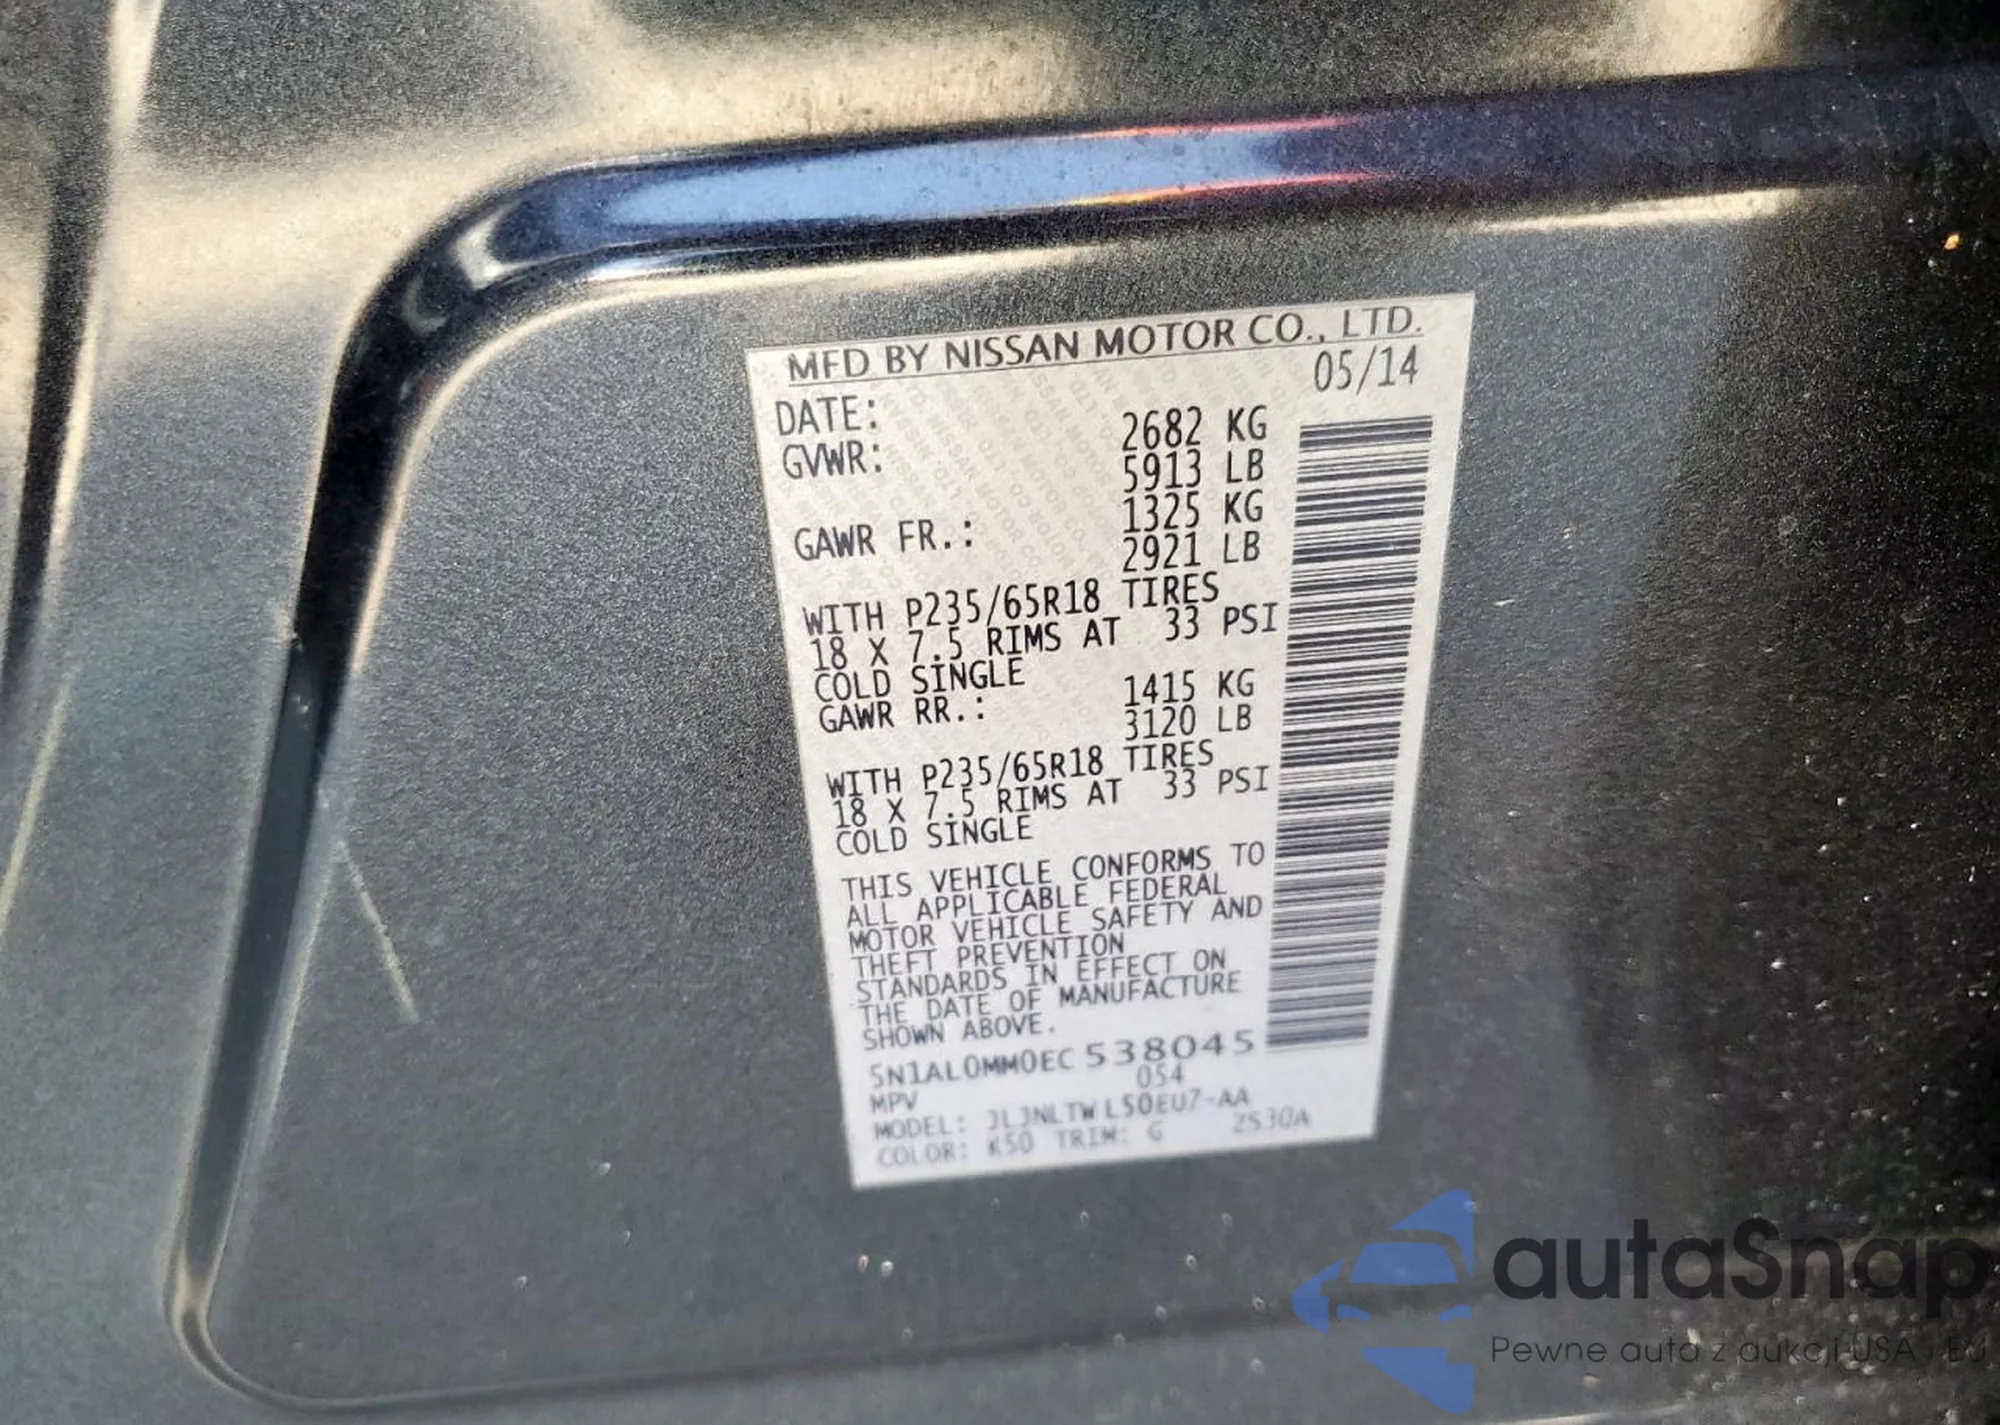 MFD BY NISSAN MOTOR CO., LTD.
DATE: 05/14
GVWR: 2682 KG
5913 LB
GAWR FR.: 1325 KG
2921 LB
WITH P235/65R18 TIRES
18 X 7.5 RIMS AT 33 PSI
COLD SINGLE
GAWR RR.: 1415 KG
3120 LB
WITH P235/65R18 TIRES
18 X 7.5 RIMS AT 33 PSI
COLD SINGLE
THIS VEHICLE CONFORMS TO
ALL APPLICABLE FEDERAL
MOTOR VEHICLE SAFETY AND
THEFT PREVENTION
STANDARDS IN EFFECT ON
THE DATE OF MANUFACTURE
SHOWN ABOVE.
5N1AL0MM0EC538045
054
MPV
MODEL: JLJNLTWL50EU7-AA
COLOR: K50 TRIM: G ZS30A
autaSnap
Pewne auta z aukcji USA i EU